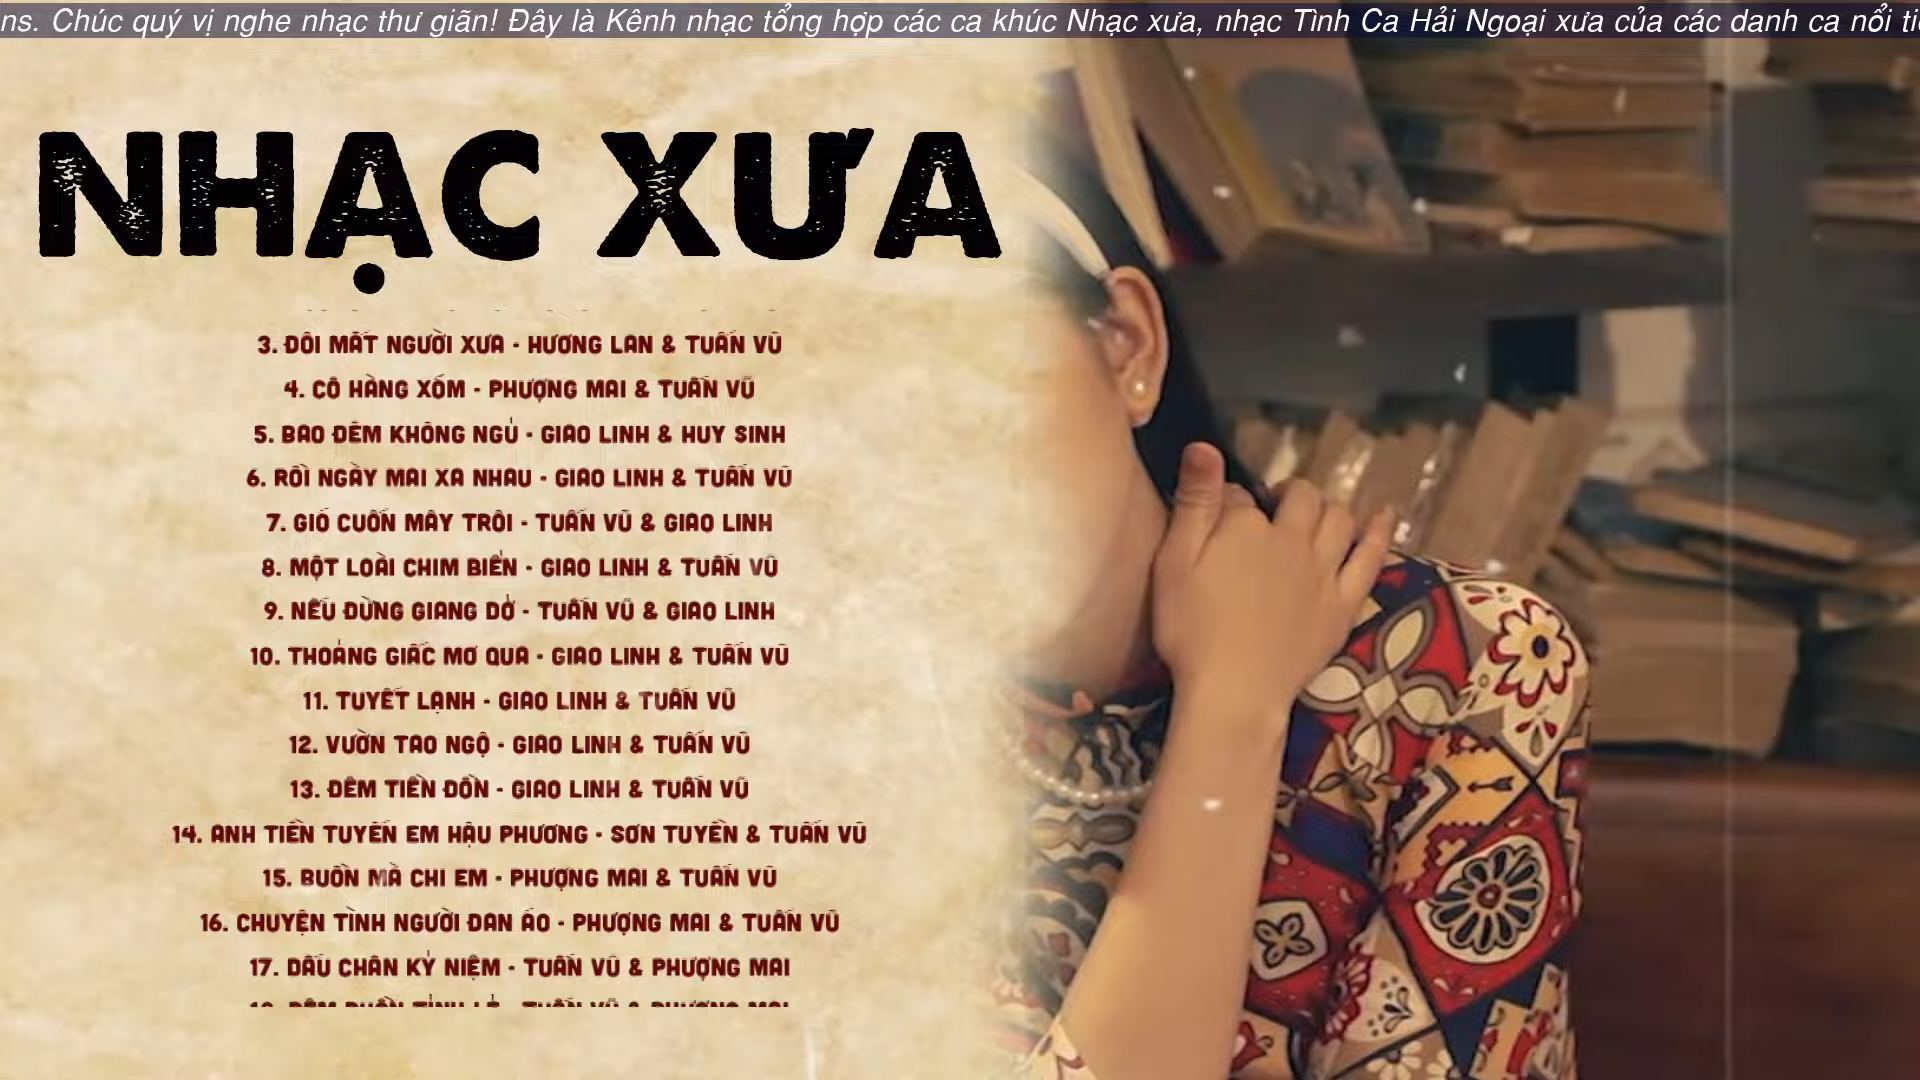 ns. Chúc quý vị nghe nhạc thư giãn! Đây là Kênh nhạc tổng hợp các ca khúc Nhạc xưa, nhạc Tình Ca Hải Ngoại xưa của các danh ca nổi
NHẠC XƯA
3. ĐÔI MẮT NGƯỜI XƯA - HƯƠNG LAN & TUẤN VŨ
4. CÔ HÀNG XÓM - PHƯỢNG MAI & TUẤN VŨ
5. BAO ĐÊM KHÔNG NGỦ - GIAO LINH & HUY SINH
6. RỒI NGÀY MAI XA NHAU - GIAO LINH & TUẤN VŨ
7. GIÓ CUỐN MÂY TRÔI - TUẤN VŨ & GIAO LINH
8. MỘT LOÀI CHIM BIỂN - GIAO LINH & TUẤN VŨ
9. NẾU ĐỪNG GIANG DỞ - TUẤN VŨ & GIAO LINH
10. THOÁNG GIẤC MƠ QUA - GIAO LINH & TUẤN VŨ
11. TUYẾT LẠNH - GIAO LINH & TUẤN VŨ
12. VƯỜN TAO NGỘ - GIAO LINH & TUẤN VŨ
13. ĐÊM TIỀN ĐỒN - GIAO LINH & TUẤN VŨ
14. ANH TIỀN TUYẾN EM HẬU PHƯƠNG - SƠN TUYỀN & TUẤN VŨ
15. BUỒN MÀ CHI EM - PHƯỢNG MAI & TUẤN VŨ
16. CHUYỆN TÌNH NGƯỜI ĐAN ÁO - PHƯỢNG MAI & TUẤN VŨ
17. DẤU CHÂN KỶ NIỆM - TUẤN VŨ & PHƯỢNG MAI